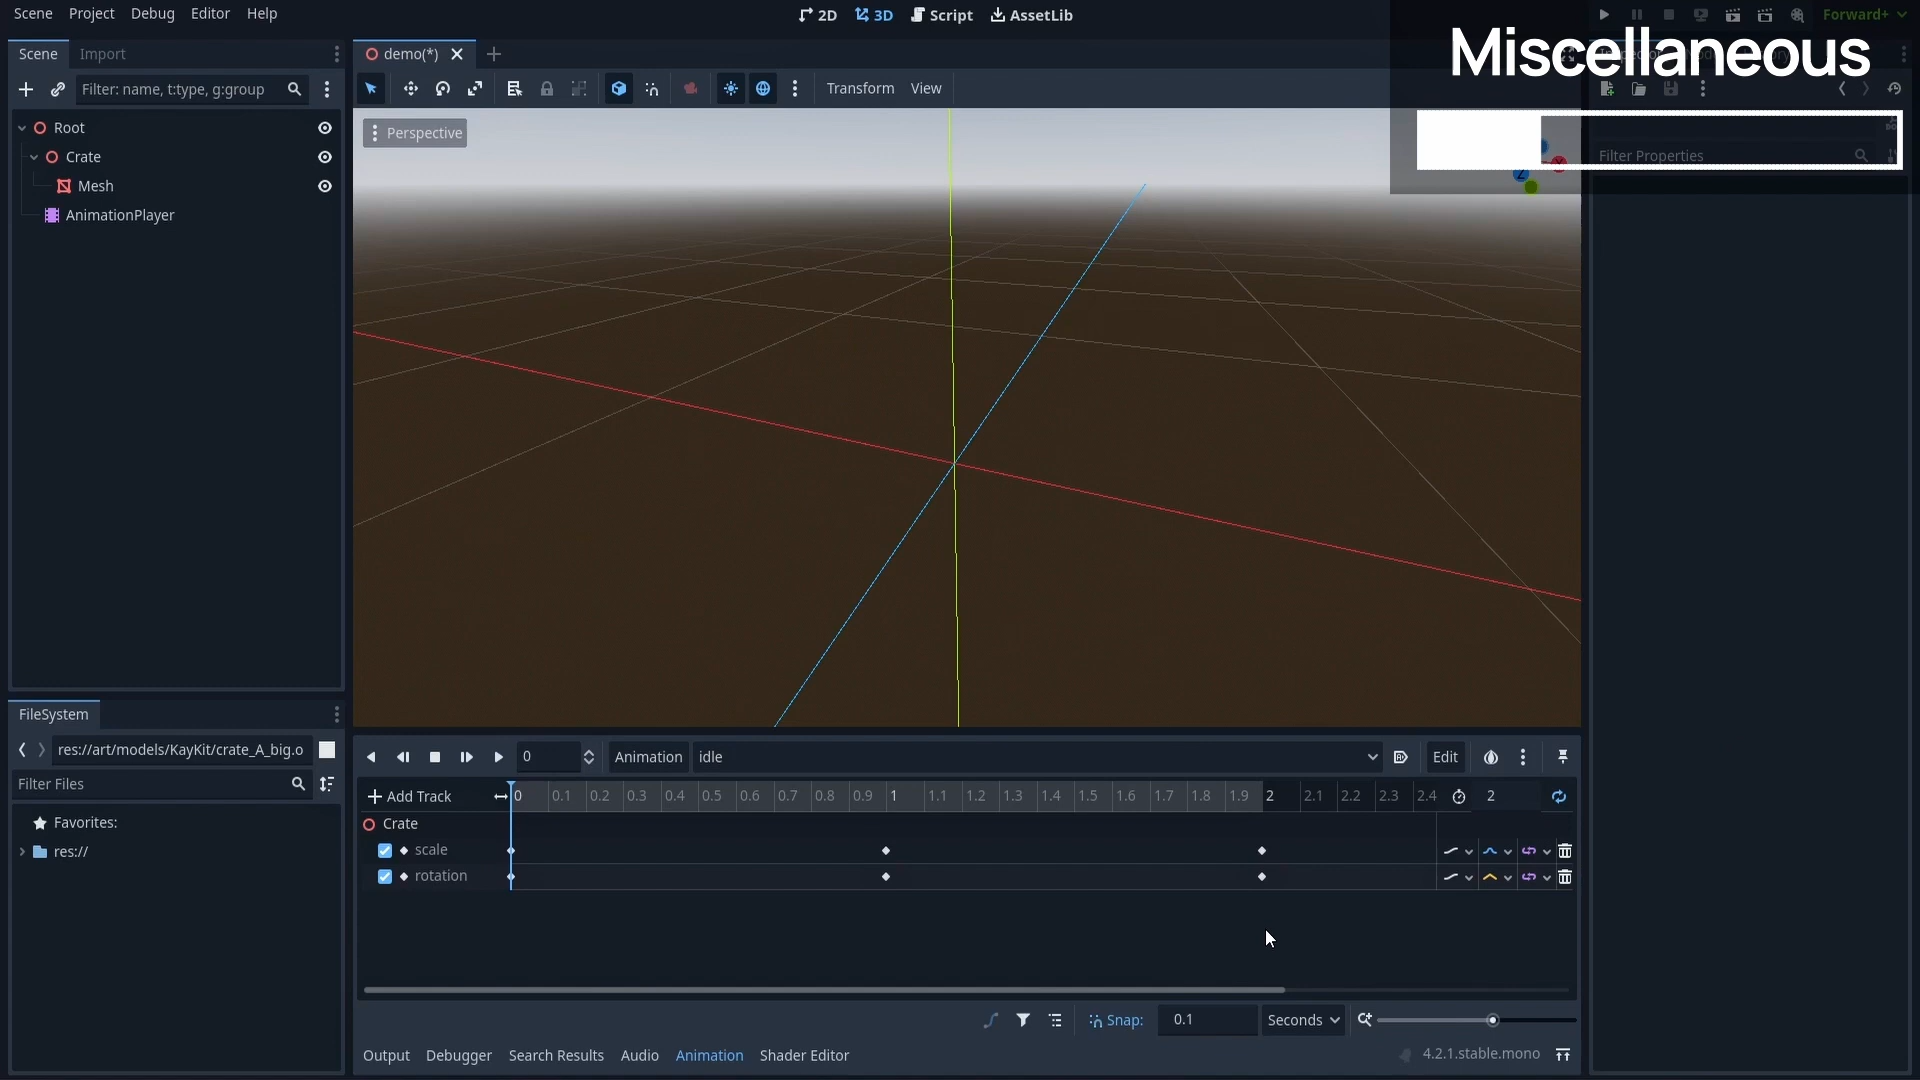 Scene Project Debug Editor Help
2D 3D Script AssetLib
Forward+
Miscellaneous
Scene Import
demo(*)
Filter: name, t:type, g:group
Transform View
Perspective
Root
Crate
Mesh
AnimationPlayer
Filter Properties
Z
FileSystem
res://art/models/KayKit/crate_A_big.o
Filter Files
Favorites:
res://
0 Animation idle Edit
Add Track 0 0.1 0.2 0.3 0.4 0.5 0.6 0.7 0.8 0.9 1 1.1 1.2 1.3 1.4 1.5 1.6 1.7 1.8 1.9 2 2.1 2.2 2.3 2.4 2
Crate
scale
rotation
Snap: 0.1 Seconds
Output Debugger Search Results Audio Animation Shader Editor 4.2.1.stable.mono